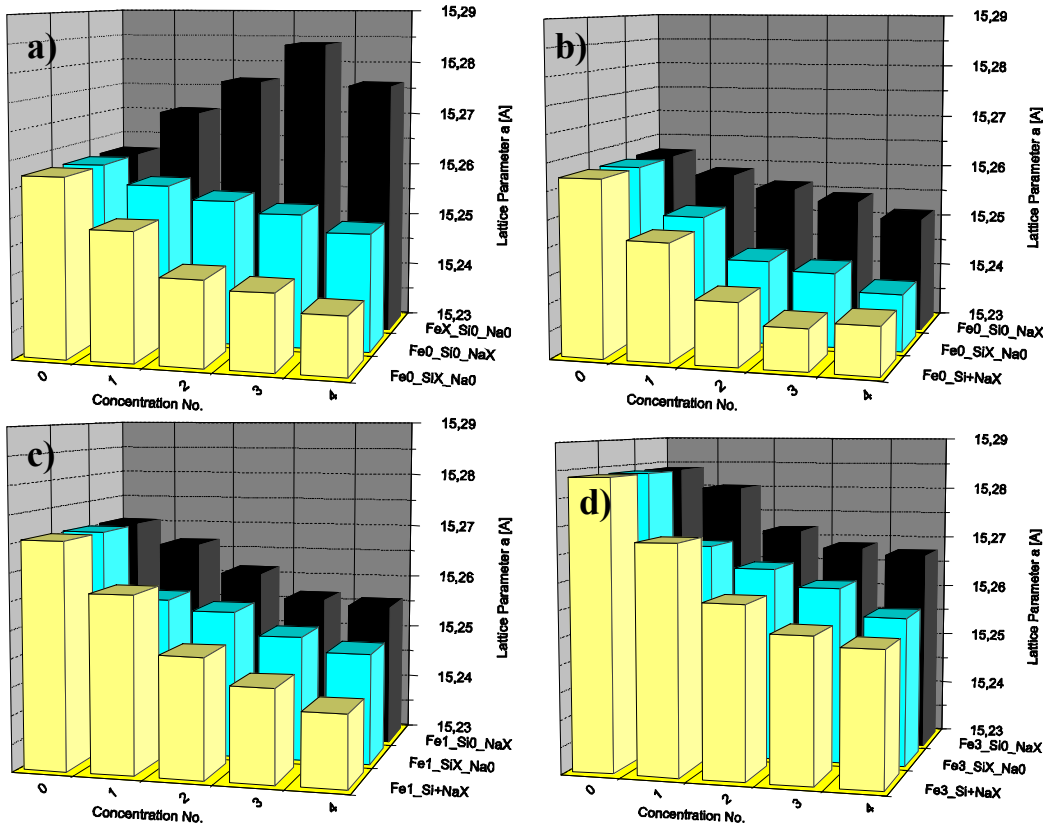 a)
15,29
15,28
15,27
15,26
15,25
15,24
15,23
Lattice Parameter a [A]
FeX_Si0_Na0
Fe0_Si0_NaX
Fe0_SiX_Na0
0
1
2
3
4
Concentration No.
b)
15,29
15,28
15,27
15,26
15,25
15,24
15,23
Lattice Parameter a [A]
Fe0_Si0_NaX
Fe0_SiX_Na0
Fe0_Si+NaX
0
1
2
3
4
Concentration No.
c)
15,29
15,28
15,27
15,26
15,25
15,24
15,23
Lattice Parameter a [A]
Fe1_Si0_NaX
Fe1_SiX_Na0
Fe1_Si+NaX
0
1
2
3
4
Concentration No.
d)
15,29
15,28
15,27
15,26
15,25
15,24
15,23
Lattice Parameter a [A]
Fe3_Si0_NaX
Fe3_SiX_Na0
Fe3_Si+NaX
0
1
2
3
4
Concentration No.